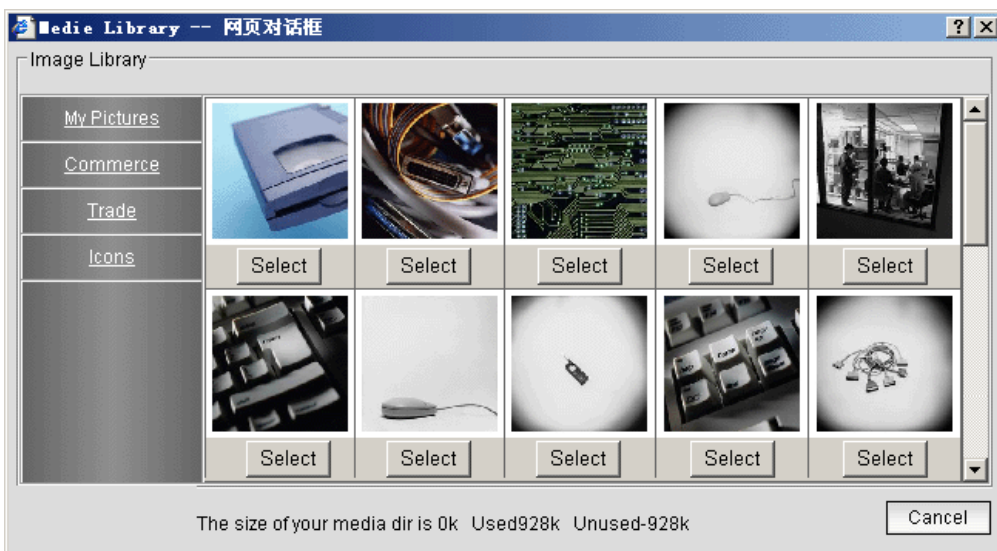 Medie Library -- 网页对话框
Image Library
My Pictures
Commerce
Trade
Icons
Select Select Select Select Select
Select Select Select Select Select
The size of your media dir is 0k Used928k Unused-928k
Cancel